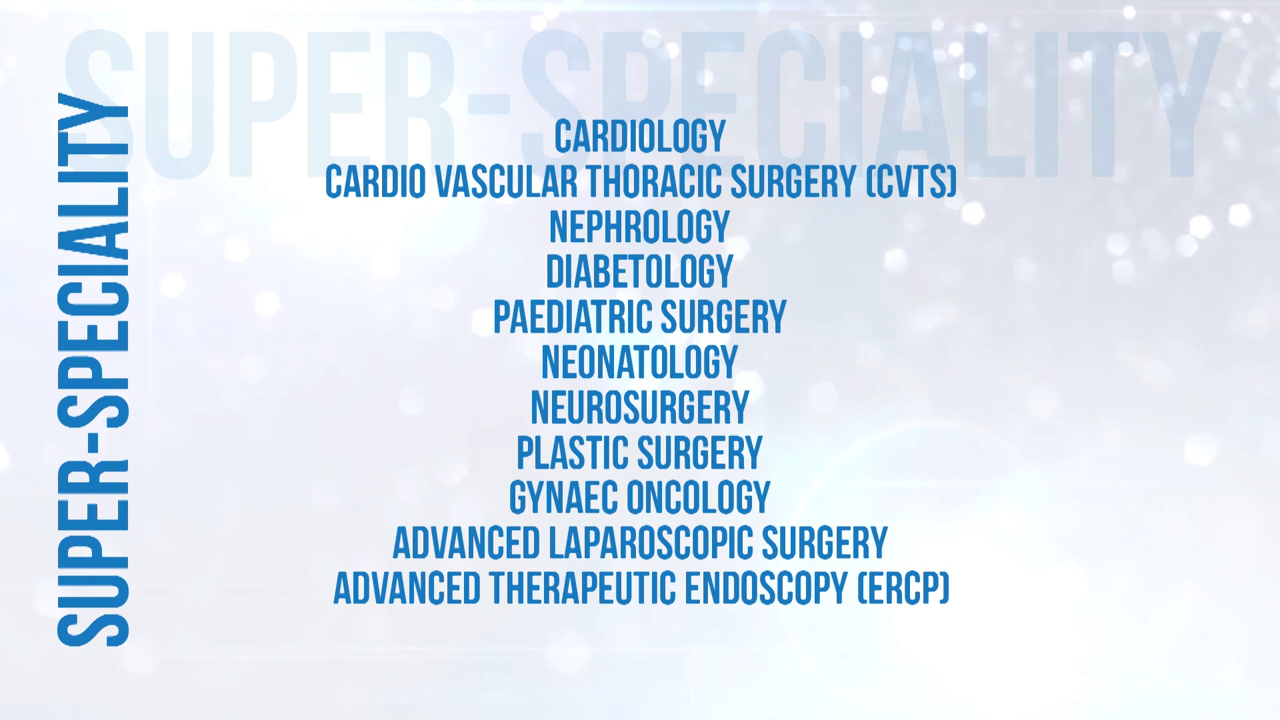 SUPER-SPECIALITY
SUPER-SPECIALITY
CARDIOLOGY
CARDIO VASCULAR THORACIC SURGERY (CVTS)
NEPHROLOGY
DIABETOLOGY
PAEDIATRIC SURGERY
NEONATOLOGY
NEUROSURGERY
PLASTIC SURGERY
GYNAEC ONCOLOGY
ADVANCED LAPAROSCOPIC SURGERY
ADVANCED THERAPEUTIC ENDOSCOPY (ERCP)